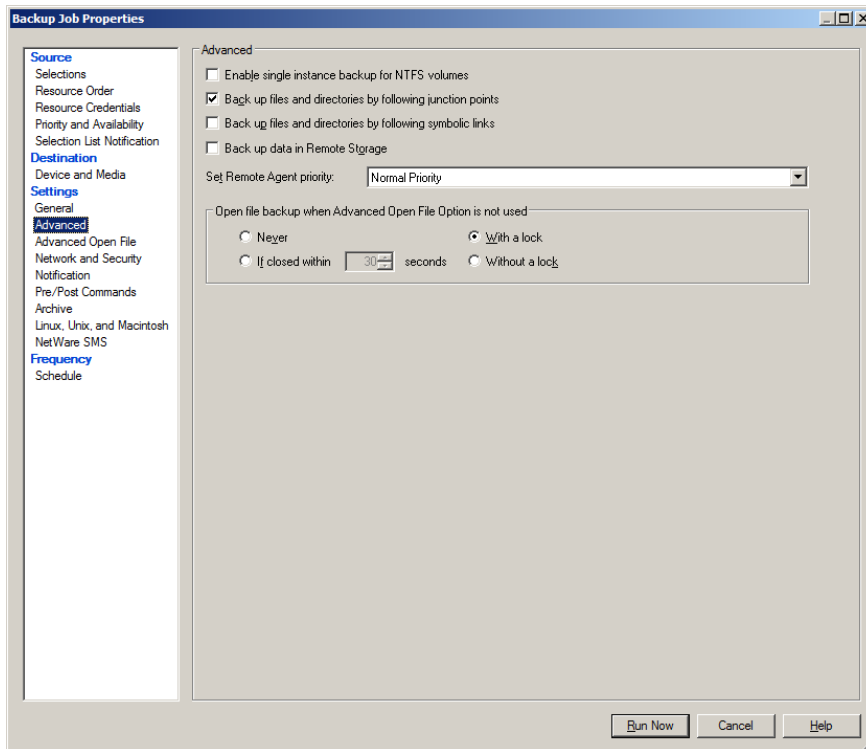 Backup Job Properties
Source
Selections
Resource Order
Resource Credentials
Priority and Availability
Selection List Notification
Destination
Device and Media
Settings
General
Advanced
Advanced Open File
Network and Security
Notification
Pre/Post Commands
Archive
Linux, Unix, and Macintosh
NetWare SMS
Frequency
Schedule
Advanced
Enable single instance backup for NTFS volumes
Back up files and directories by following junction points
Back up files and directories by following symbolic links
Back up data in Remote Storage
Set Remote Agent priority: Normal Priority
Open file backup when Advanced Open File Option is not used
Never With a lock
If closed within 30 seconds Without a lock
Run Now Cancel Help